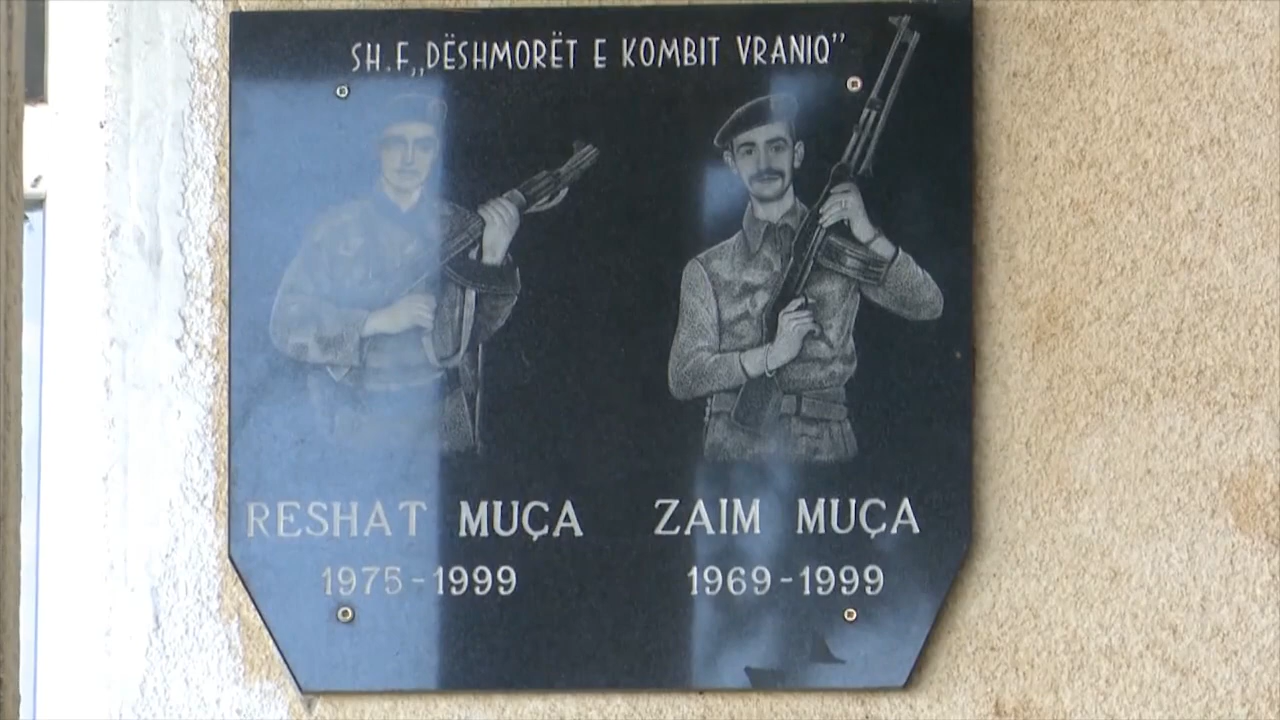 SH.F,,DËSHMORËT E KOMBIT VRANIQ”
RESHAT MUÇA
1975-1999
ZAIM MUÇA
1969-1999